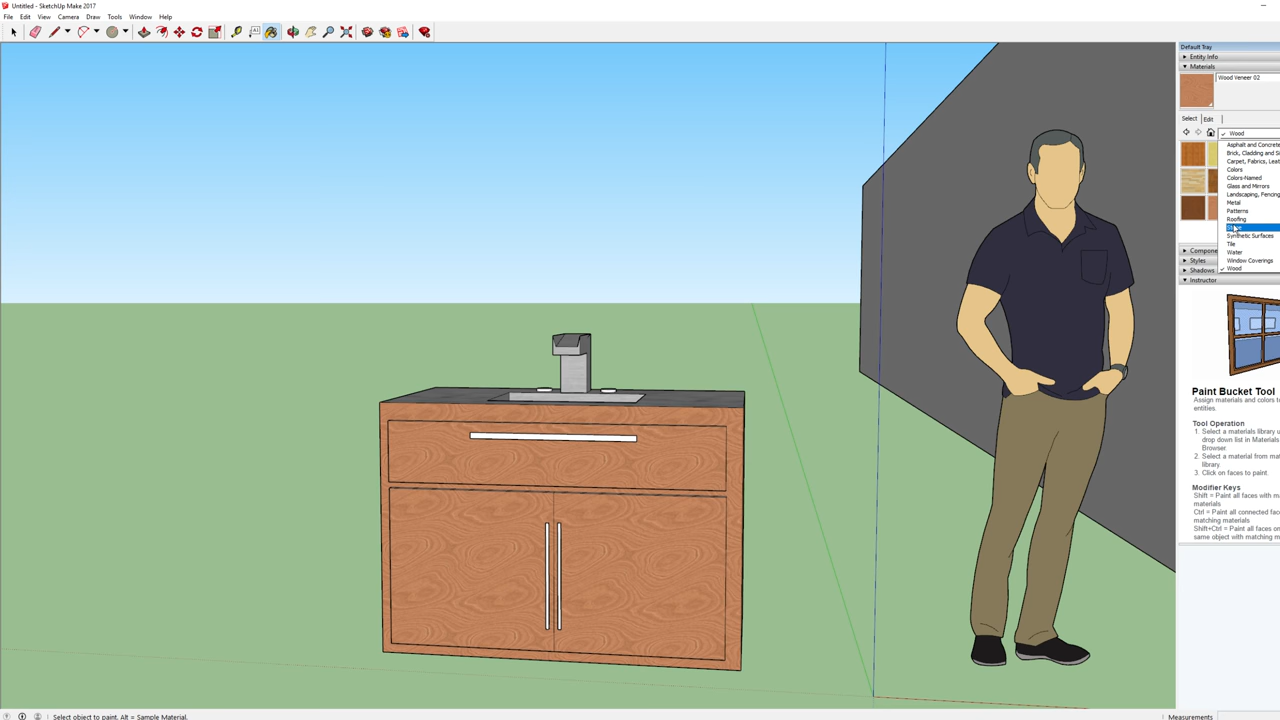 Untitled - SketchUp Make 2017
File Edit View Camera Draw Tools Window Help
Default Tray
Entity Info
Materials
Wood Veneer 02
Select Edit
Wood
Asphalt and Concrete
Brick, Cladding and Si
Carpet, Fabrics, Leat
Colors
Colors-Named
Glass and Mirrors
Landscaping, Fencing
Metal
Patterns
Roofing
Synthetic Surfaces
Tile
Water
Window Coverings
Wood
Compone
Styles
Shadows
Instructor
Paint Bucket Tool
Assign materials and colors to
entities.
Tool Operation
1. Select a materials library u
drop down list in Materials
Browser.
2. Select a material from mat
library.
3. Click on faces to paint.
Modifier Keys
Shift = Paint all faces with m
materials
Ctrl = Paint all connected fac
matching materials
Shift+Ctrl = Paint all faces on
same object with matching m
Select object to paint. Alt = Sample Material.
Measurements